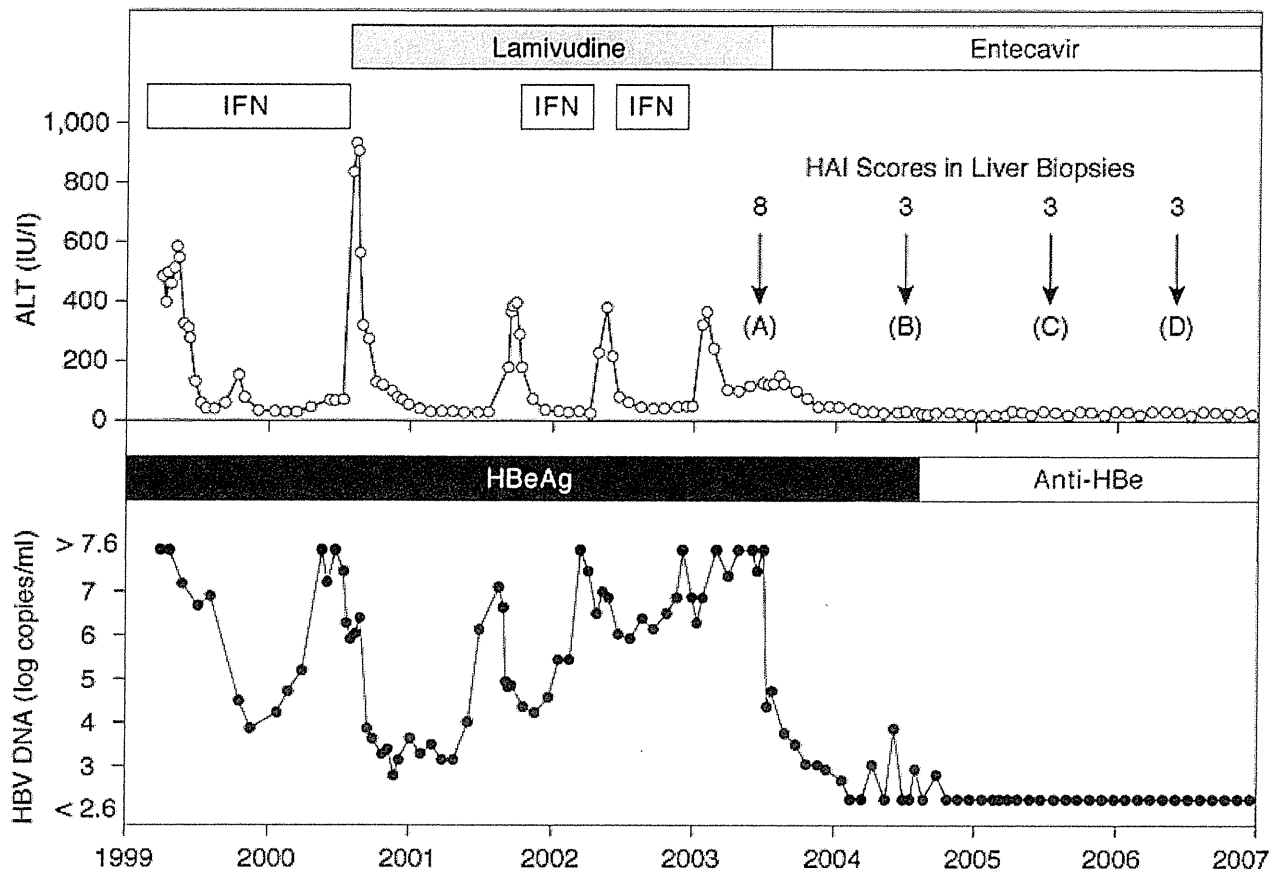 Lamivudine Entecavir
IFN IFN IFN
1,000
800
600
400
200
0
ALT (IU/l)
HAI Scores in Liver Biopsies
8 3 3 3
(A) (B) (C) (D)
HBeAg Anti-HBe
> 7.6
7
6
5
4
3
< 2.6
HBV DNA (log copies/ml)
1999 2000 2001 2002 2003 2004 2005 2006 2007